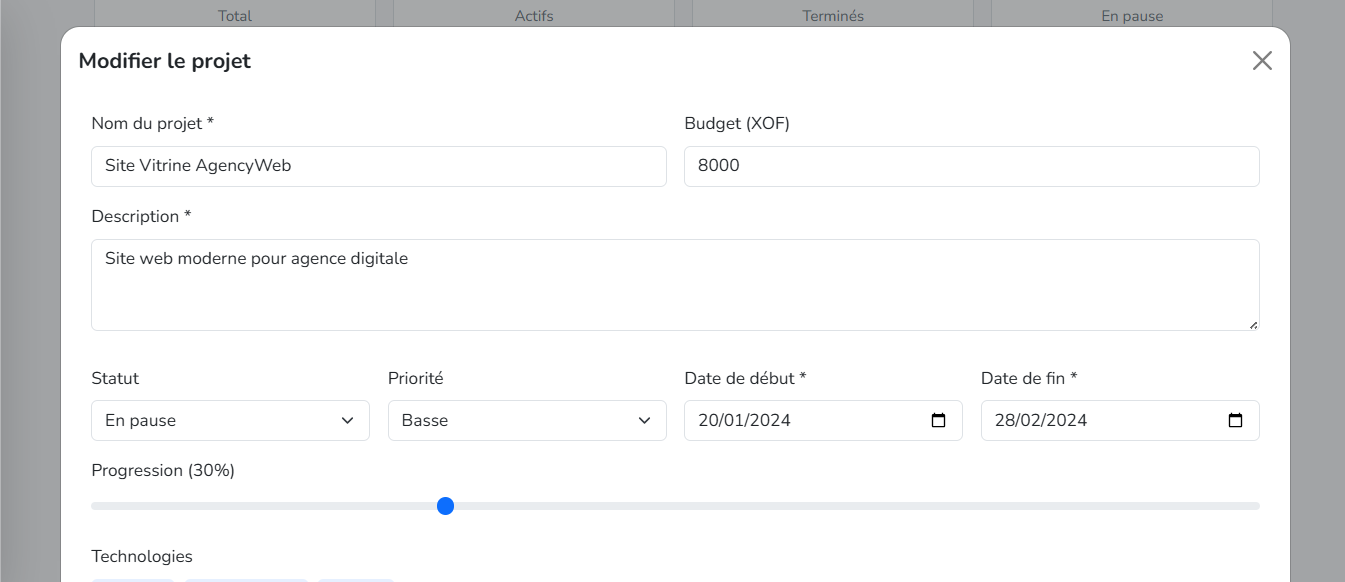 Total Actifs Terminés En pause
Modifier le projet
Nom du projet * Budget (XOF)
Site Vitrine AgencyWeb 8000
Description *
Site web moderne pour agence digitale
Statut Priorité Date de début * Date de fin *
En pause Basse 20/01/2024 28/02/2024
Progression (30%)
Technologies